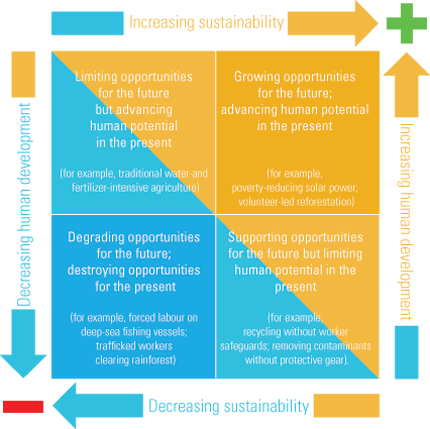 Increasing sustainability
Decreasing human development
Limiting opportunities
for the future
but advancing
human potential
in the present
(for example, traditional water-and
fertilizer-intensive agriculture)
Growing opportunities
for the future;
advancing human potential
in the present
(for example,
poverty-reducing solar power;
volunteer-led reforestation)
Degrading opportunities
for the future;
destroying opportunities
for the present
(for example, forced labour on
deep-sea fishing vessels;
trafficked workers
clearing rainforest)
Supporting opportunities
for the future but limiting
human potential in the
present
(for example,
recycling without worker
safeguards; removing contaminants
without protective gear).
Increasing human development
Decreasing sustainability